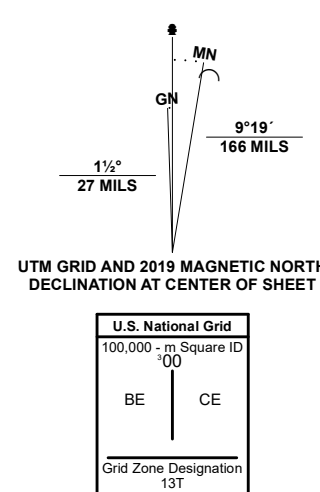 MN
GN
9°19´
166 MILS
1½°
27 MILS
UTM GRID AND 2019 MAGNETIC NORTH
DECLINATION AT CENTER OF SHEET
U.S. National Grid
100,000 - m Square ID
³00
BE CE
Grid Zone Designation
13T